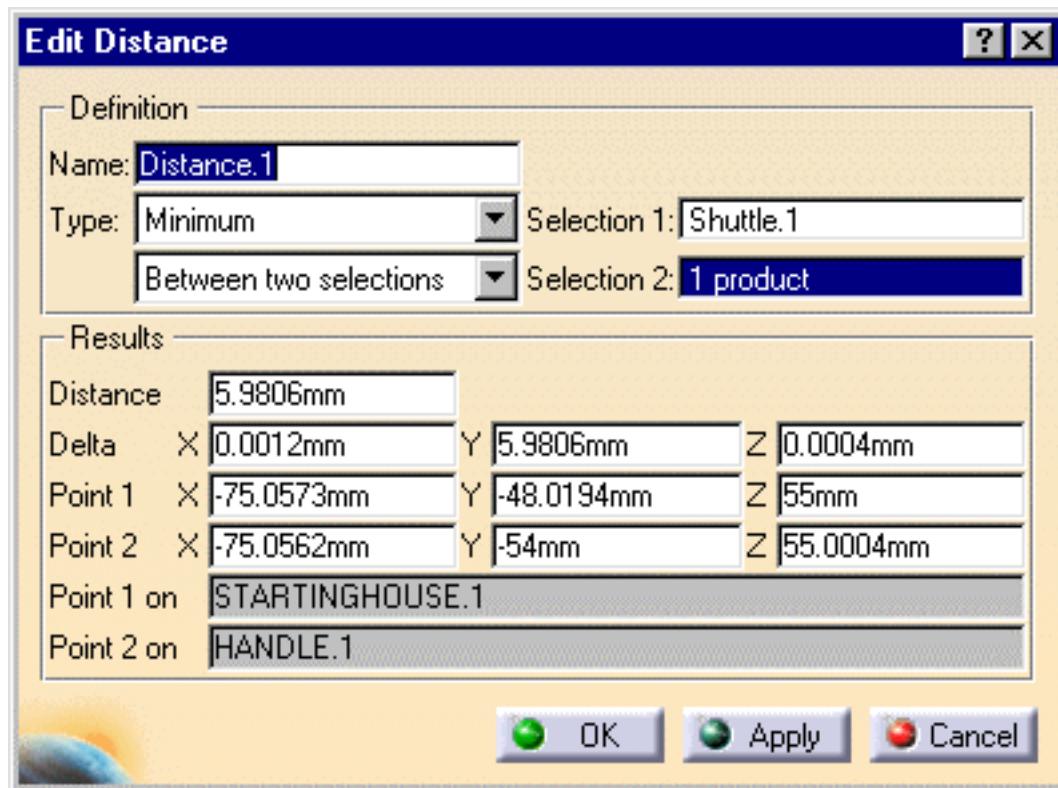 Edit Distance
Definition
Name: Distance.1
Type: Minimum Selection 1: Shuttle.1
Between two selections Selection 2: 1 product
Results
Distance 5.9806mm
Delta X 0.0012mm Y 5.9806mm Z 0.0004mm
Point 1 X -75.0573mm Y -48.0194mm Z 55mm
Point 2 X -75.0562mm Y -54mm Z 55.0004mm
Point 1 on STARTINGHOUSE.1
Point 2 on HANDLE.1
OK Apply Cancel